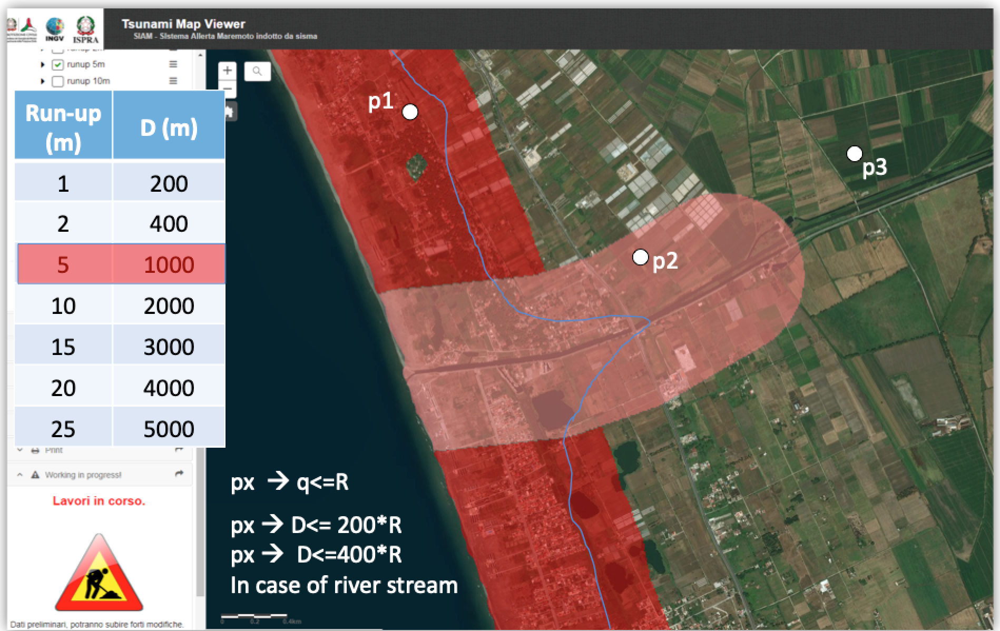 INGV
ISPRA
Tsunami Map Viewer
SIAM - Sistema Allerta Maremoto indotto da sisma
runup 5m
runup 10m
+
−
Run-up (m)
D (m)
1 200
2 400
5 1000
10 2000
15 3000
20 4000
25 5000
p1
p2
p3
Print
Working in progress!
Lavori in corso.
Dati preliminari, potranno subire forti modifiche.
px → q<=R
px → D<= 200*R
px → D<=400*R
In case of river stream
0 0.2 0.4km